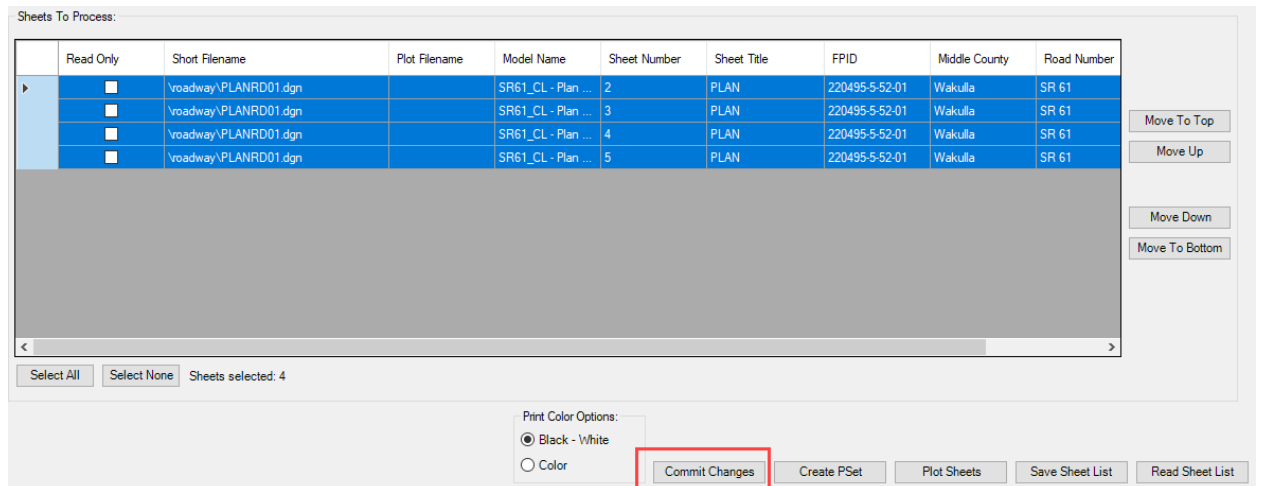 Sheets To Process:
Read Only Short Filename Plot Filename Model Name Sheet Number Sheet Title FPID Middle County Road Number
\roadway\PLANRD01.dgn SR61_CL - Plan ... 2 PLAN 220495-5-52-01 Wakulla SR 61
\roadway\PLANRD01.dgn SR61_CL - Plan ... 3 PLAN 220495-5-52-01 Wakulla SR 61
\roadway\PLANRD01.dgn SR61_CL - Plan ... 4 PLAN 220495-5-52-01 Wakulla SR 61
\roadway\PLANRD01.dgn SR61_CL - Plan ... 5 PLAN 220495-5-52-01 Wakulla SR 61
Move To Top
Move Up
Move Down
Move To Bottom
Select All Select None Sheets selected: 4
Print Color Options:
Black - White
Color
Commit Changes Create PSet Plot Sheets Save Sheet List Read Sheet List